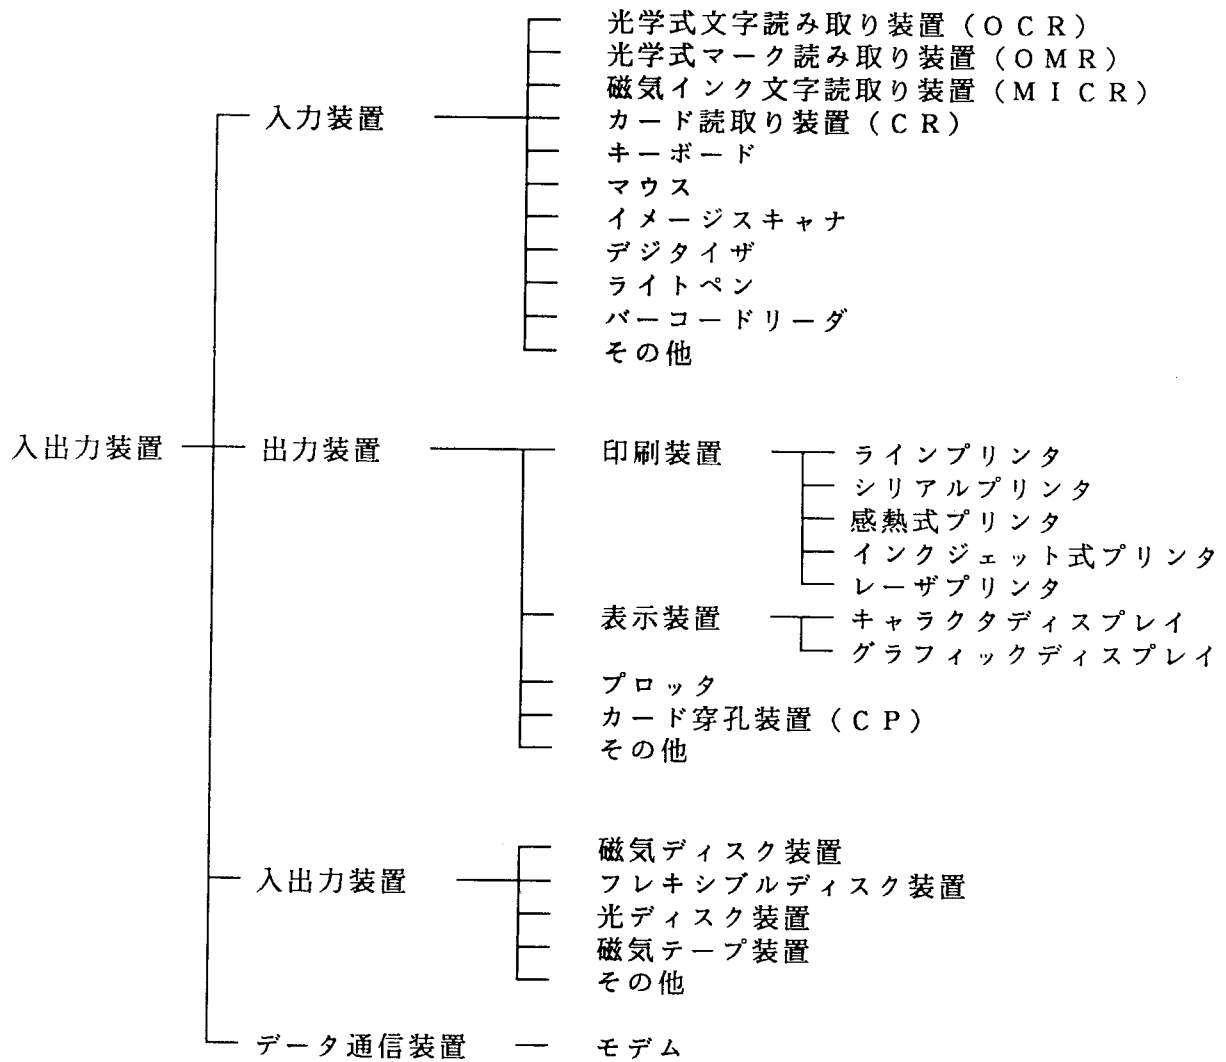 光学式文字読み取り装置（ＯＣＲ）
光学式マーク読み取り装置（ＯＭＲ）
磁気インク文字読取り装置（ＭＩＣＲ）
入力装置
カード読取り装置（ＣＲ）
キーボード
マウス
イメージスキャナ
デジタイザ
ライトペン
バーコードリーダ
その他
入出力装置
出力装置
印刷装置
ラインプリンタ
シリアルプリンタ
感熱式プリンタ
インクジェット式プリンタ
レーザプリンタ
表示装置
キャラクタディスプレイ
グラフィックディスプレイ
プロッタ
カード穿孔装置（ＣＰ）
その他
入出力装置
磁気ディスク装置
フレキシブルディスク装置
光ディスク装置
磁気テープ装置
その他
データ通信装置
モデム